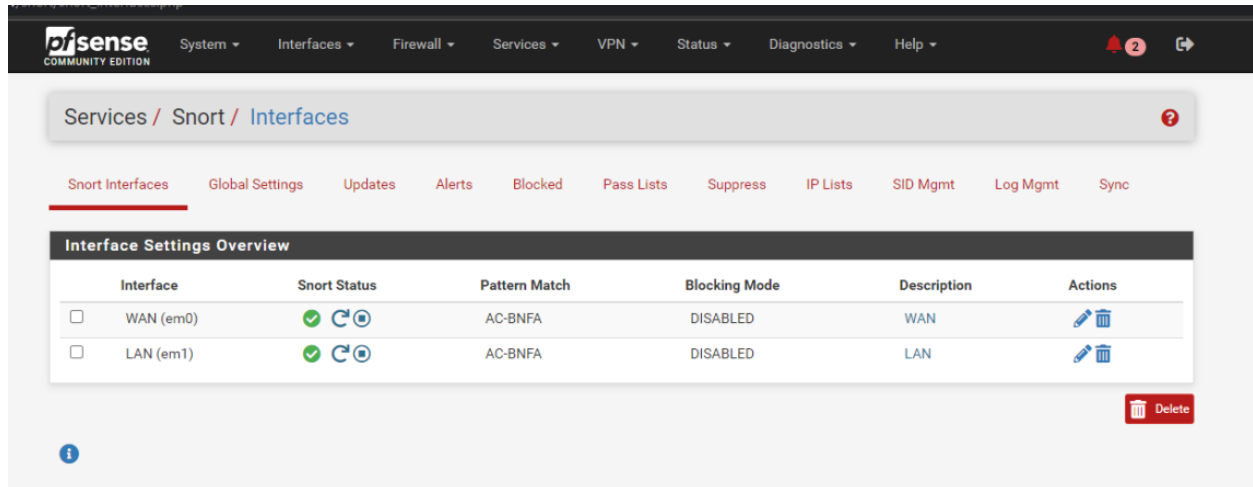 pfsense System Interfaces Firewall Services VPN Status Diagnostics Help 2
COMMUNITY EDITION
Services / Snort / Interfaces
Snort Interfaces Global Settings Updates Alerts Blocked Pass Lists Suppress IP Lists SID Mgmt Log Mgmt Sync
Interface Settings Overview
Interface Snort Status Pattern Match Blocking Mode Description Actions
WAN (em0) AC-BNFA DISABLED WAN
LAN (em1) AC-BNFA DISABLED LAN
Delete